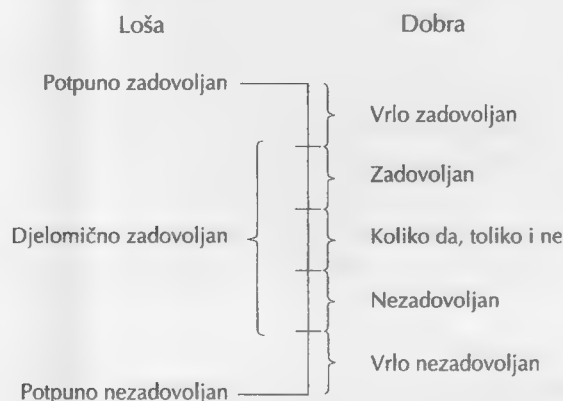 Loša
Dobra
Potpuno zadovoljan
Vrlo zadovoljan
Zadovoljan
Djelomično zadovoljan
Koliko da, toliko i ne
Nezadovoljan
Vrlo nezadovoljan
Potpuno nezadovoljan